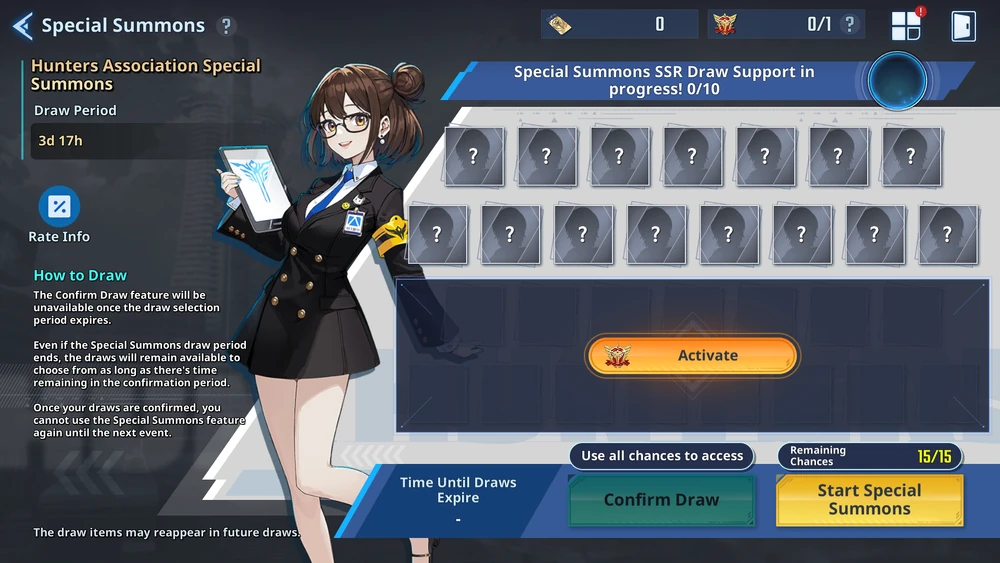 Special Summons
?
0
0/1
?
!
Hunters Association Special
Summons
Draw Period
3d 17h
Rate Info
How to Draw
The Confirm Draw feature will be
unavailable once the draw selection
period expires.
Even if the Special Summons draw period
ends, the draws will remain available to
choose from as long as there's time
remaining in the confirmation period.
Once your draws are confirmed, you
cannot use the Special Summons feature
again until the next event.
The draw items may reappear in future draws.
Special Summons SSR Draw Support in
progress! 0/10
? ? ? ? ? ? ?
? ? ? ? ? ? ? ?
Activate
Use all chances to access
Remaining
Chances
15/15
Time Until Draws
Expire
-
Confirm Draw
Start Special
Summons